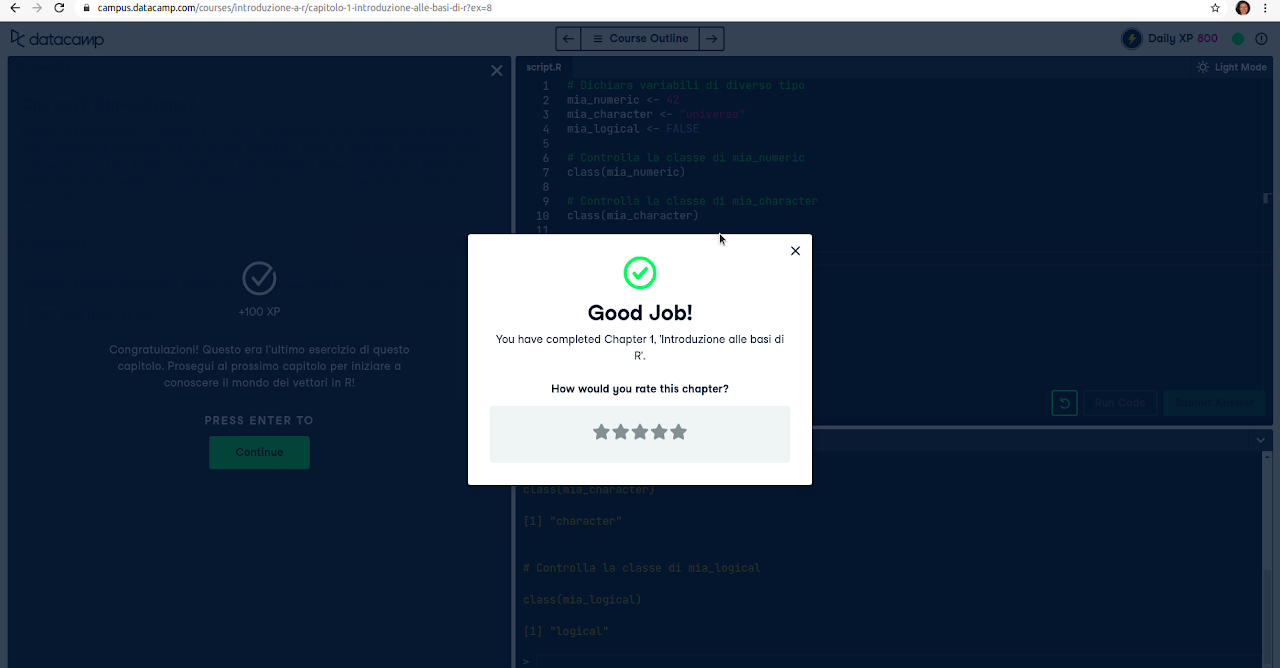 campus.datacamp.com/courses/introduzione-a-r/capitolo-1-introduzione-alle-basi-di-r?ex=8
datacamp
Course Outline
Daily XP 800
script.R
Light Mode
1 # Dichiara variabili di diverso tipo
2 mia_numeric <- 42
3 mia_character <- "universo"
4 mia_logical <- FALSE
5
6 # Controlla la classe di mia_numeric
7 class(mia_numeric)
8
9 # Controlla la classe di mia_character
10 class(mia_character)
11
+100 XP
Congratulazioni! Questo era l'ultimo esercizio di questo
capitolo. Prosegui al prossimo capitolo per iniziare a
conoscere il mondo dei vettori in R!
PRESS ENTER TO
Continue
Good Job!
You have completed Chapter 1, 'Introduzione alle basi di
R'.
How would you rate this chapter?
Run Code
Submit Answer
class(mia_character)
[1] "character"
# Controlla la classe di mia_logical
class(mia_logical)
[1] "logical"
>